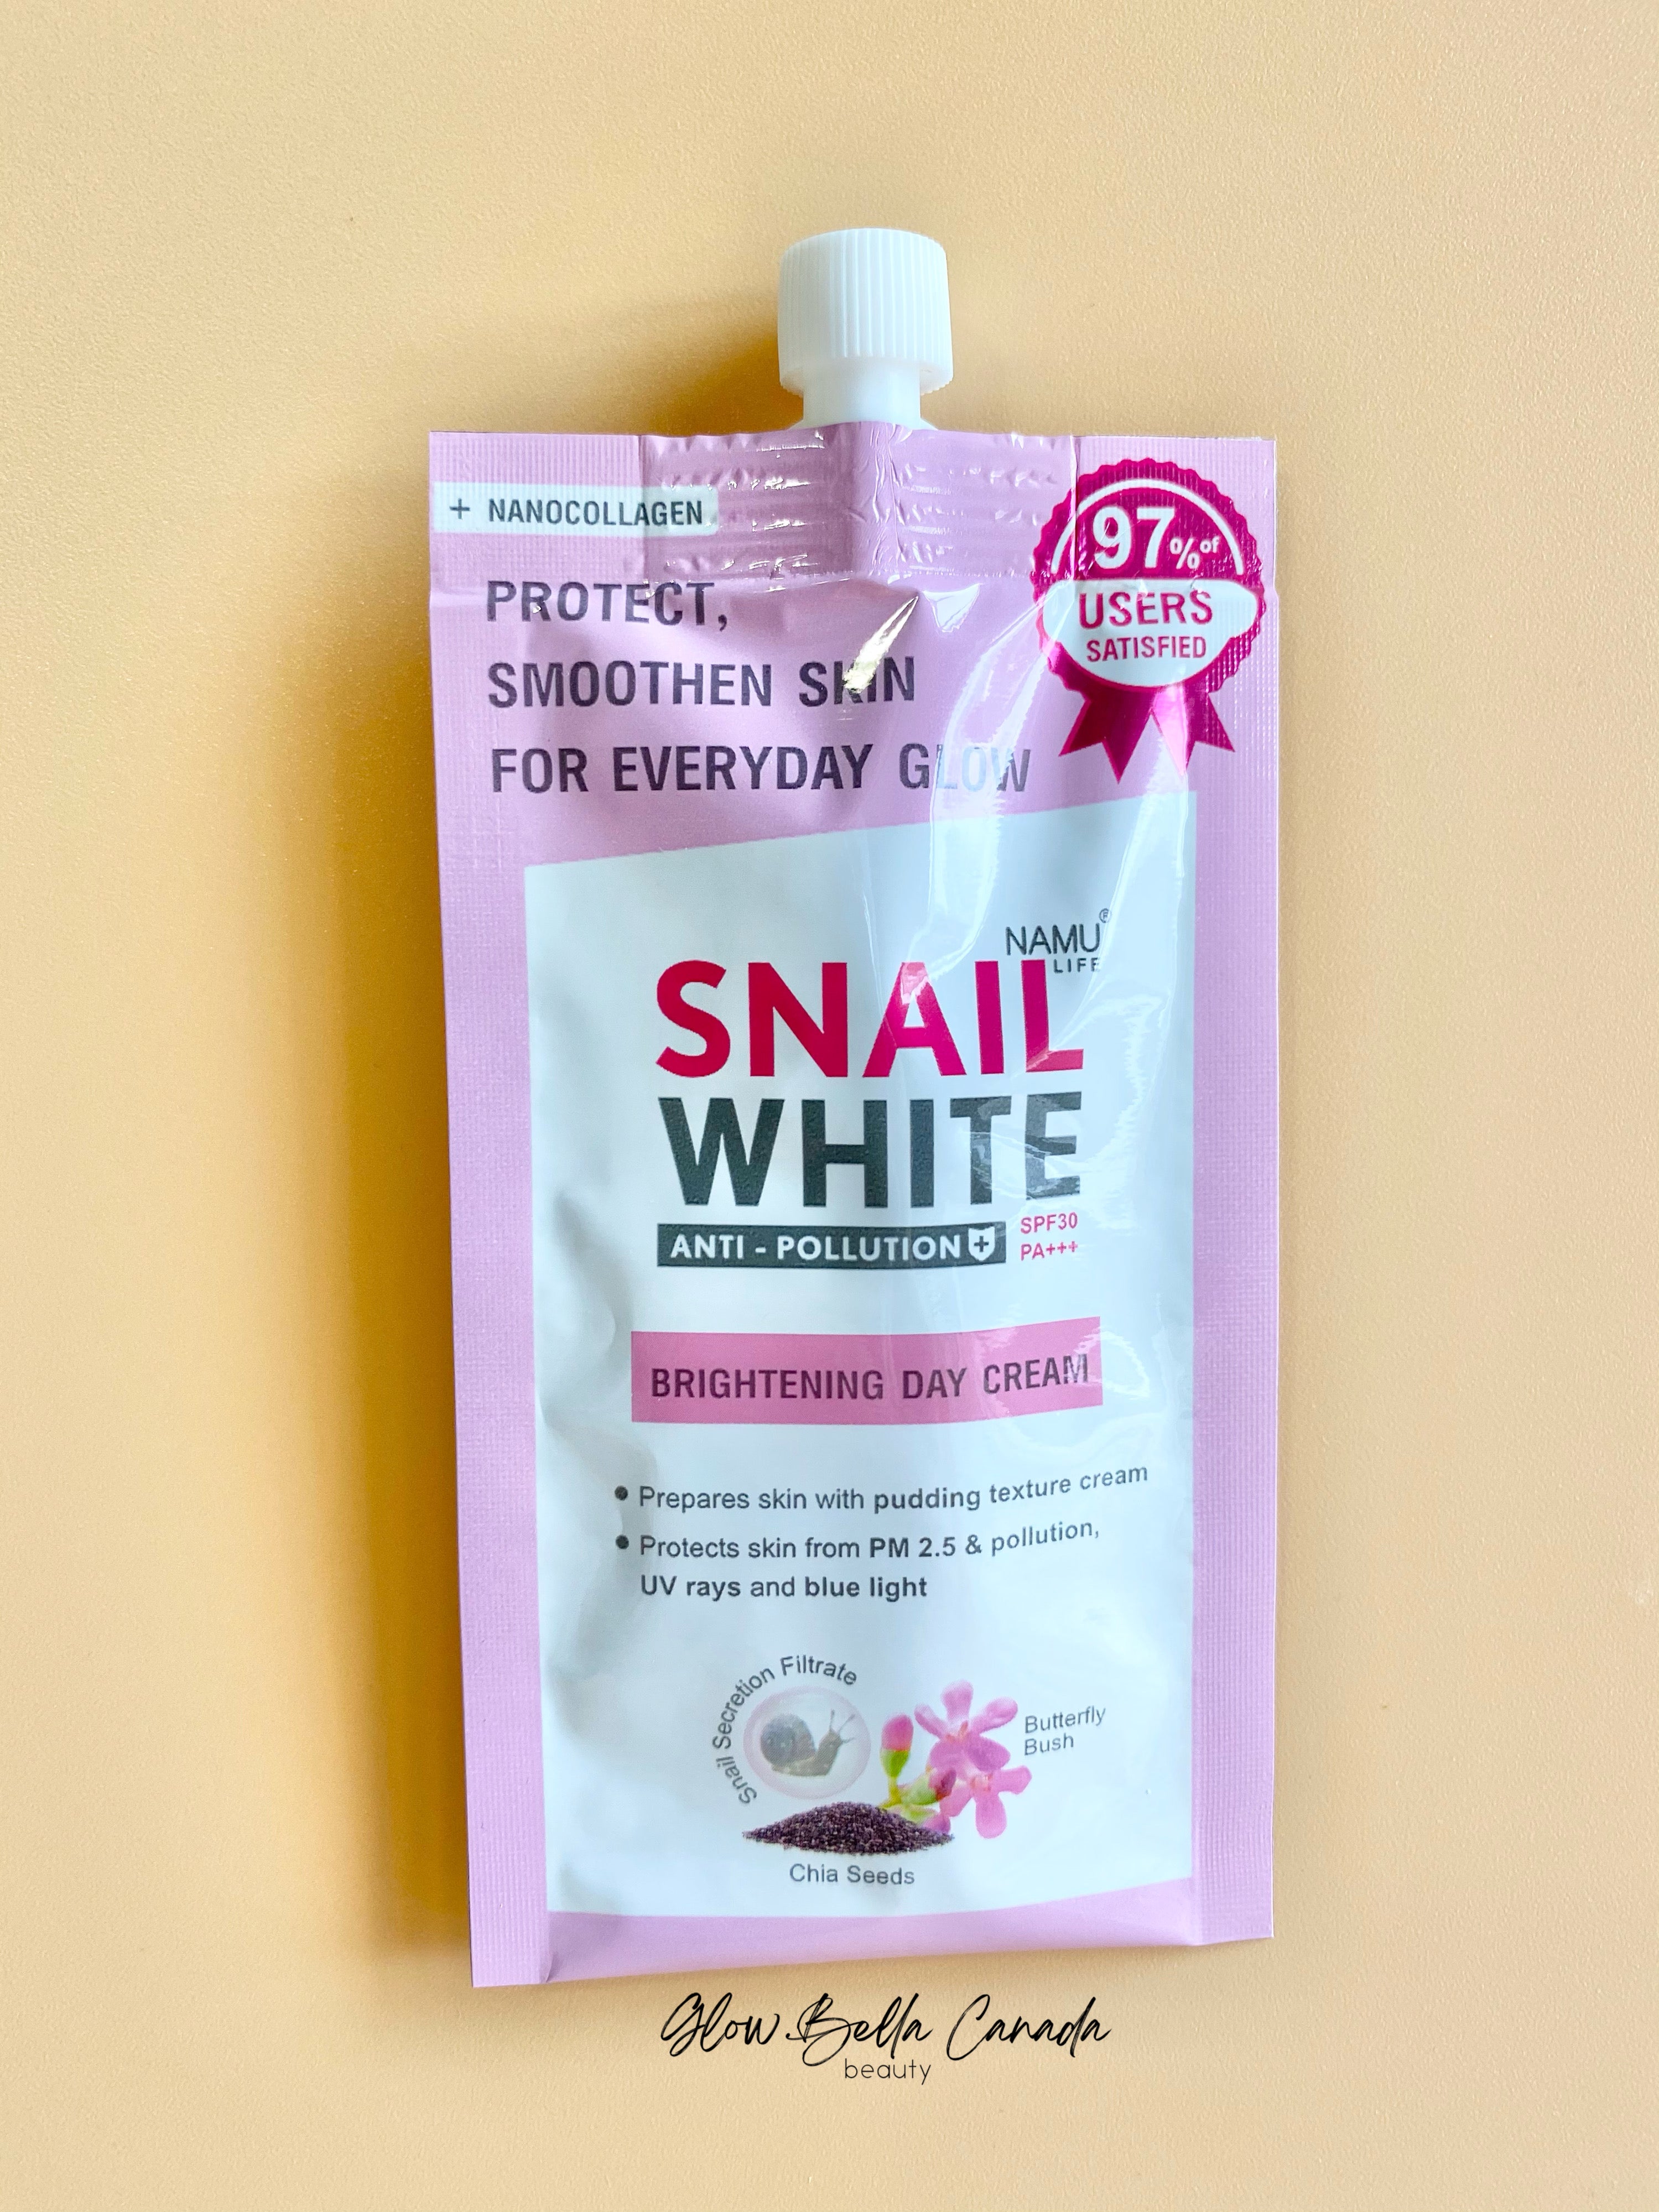 + NANOCOLLAGEN
97% of
USERS
SATISFIED
PROTECT,
SMOOTHEN SKIN
FOR EVERYDAY GLOW
NAMU®
LIFE
SNAIL
WHITE
ANTI - POLLUTION +
SPF30
PA+++
BRIGHTENING DAY CREAM
• Prepares skin with pudding texture cream
• Protects skin from PM 2.5 & pollution,
UV rays and blue light
Snail Secretion Filtrate
Butterfly
Bush
Chia Seeds
Glow Bella Canada
beauty